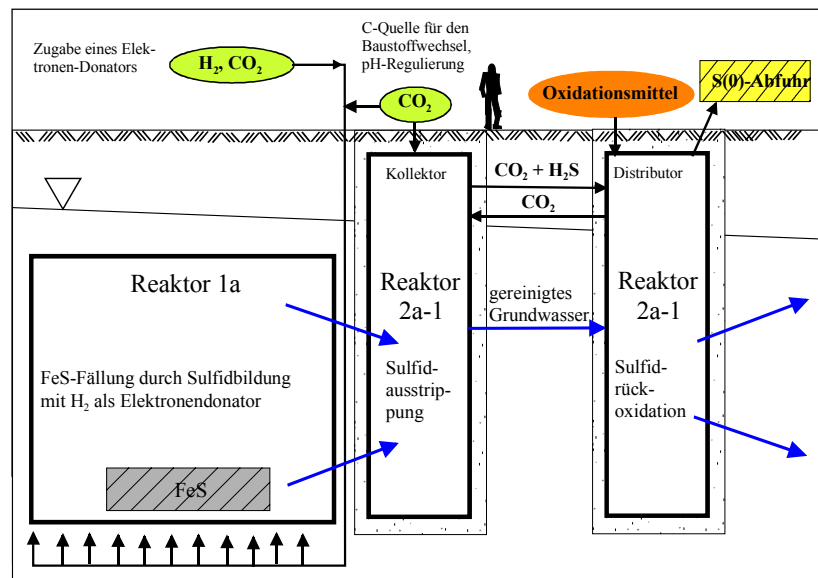 Zugabe eines Elek-
tronen-Donators
H₂, CO₂
C-Quelle für den
Baustoffwechsel,
pH-Regulierung
CO₂
Oxidationsmittel
S(0)-Abfuhr
Kollektor
CO₂ + H₂S
CO₂
Distributor
Reaktor 1a
Reaktor
2a-1
gereinigtes
Grundwasser
Reaktor
2a-1
FeS-Fällung durch Sulfidbildung
mit H₂ als Elektronendonator
Sulfid
ausstrip-
pung
Sulfid-
rück-
oxidation
FeS